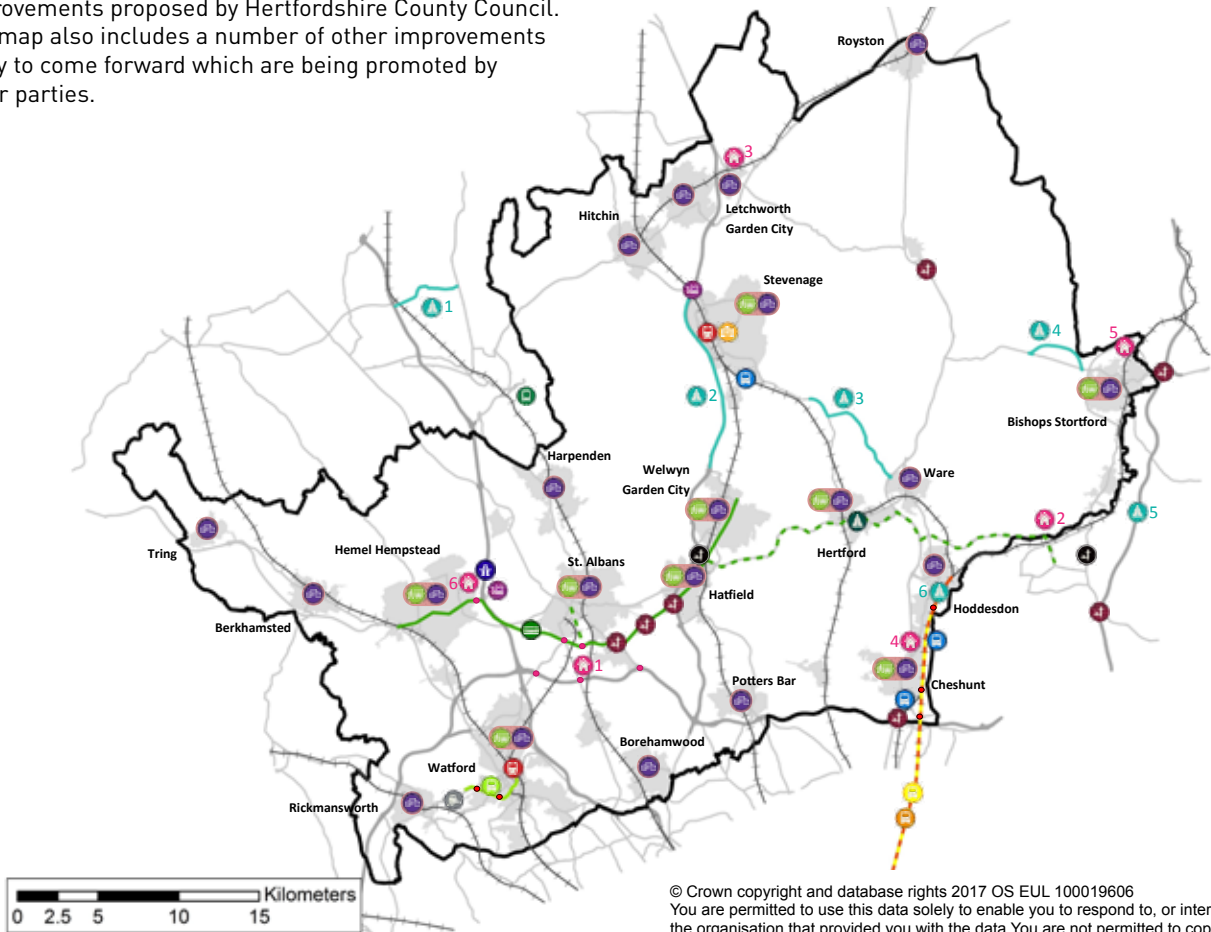 rovements proposed by Hertfordshire County Council.
map also includes a number of other improvements
y to come forward which are being promoted by
r parties.
Royston
3
Letchworth
Garden City
Hitchin
Stevenage
1
4
5
2
3
Bishops Stortford
Harpenden
Welwyn
Garden City
Ware
2
5
Tring
Hemel Hempstead
St. Albans
Hertford
6
Hatfield
6
Hoddesdon
Berkhamsted
4
1
Cheshunt
Potters Bar
Borehamwood
Watford
Rickmansworth
Kilometers
0 2.5 5 10 15
© Crown copyright and database rights 2017 OS EUL 100019606
You are permitted to use this data solely to enable you to respond to, or inter
the organisation that provided you with the data.You are not permitted to cop